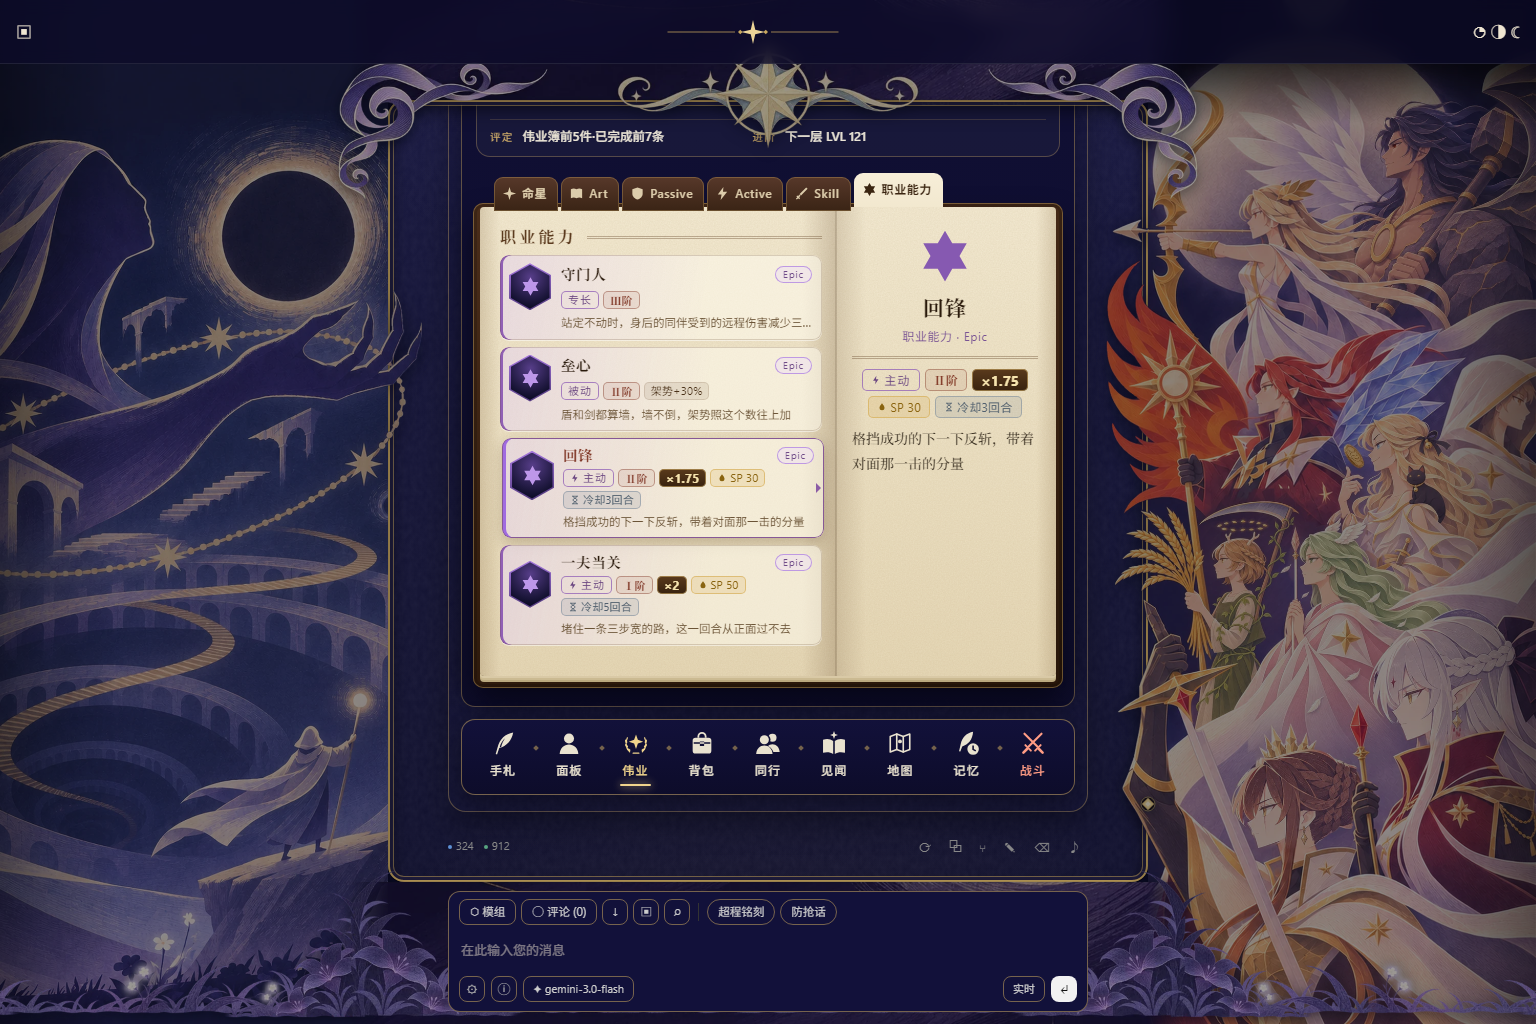 评定 伟业簿前5件·已完成前7条
进阶 下一层 LVL 121
命星 Art Passive Active Skill 职业能力
职业能力
守门人 Epic
专长 III阶
站定不动时，身后的同伴受到的远程伤害减少三...
垒心 Epic
被动 II阶 架势+30%
盾和剑都算墙，墙不倒，架势照这个数往上加
回锋 Epic
主动 II阶 ×1.75 SP 30
冷却3回合
格挡成功的下一下反斩，带着对面那一击的分量
一夫当关 Epic
主动 I阶 ×2 SP 50
冷却5回合
堵住一条三步宽的路，这一回合从正面过不去
回锋
职业能力 · Epic
主动 II阶 ×1.75
SP 30 冷却3回合
格挡成功的下一下反斩，带着
对面那一击的分量
手札 面板 伟业 背包 同行 见闻 地图 记忆 战斗
324 912
模组 评论 (0) 超程铭刻 防抢话
在此输入您的消息
gemini-3.0-flash 实时